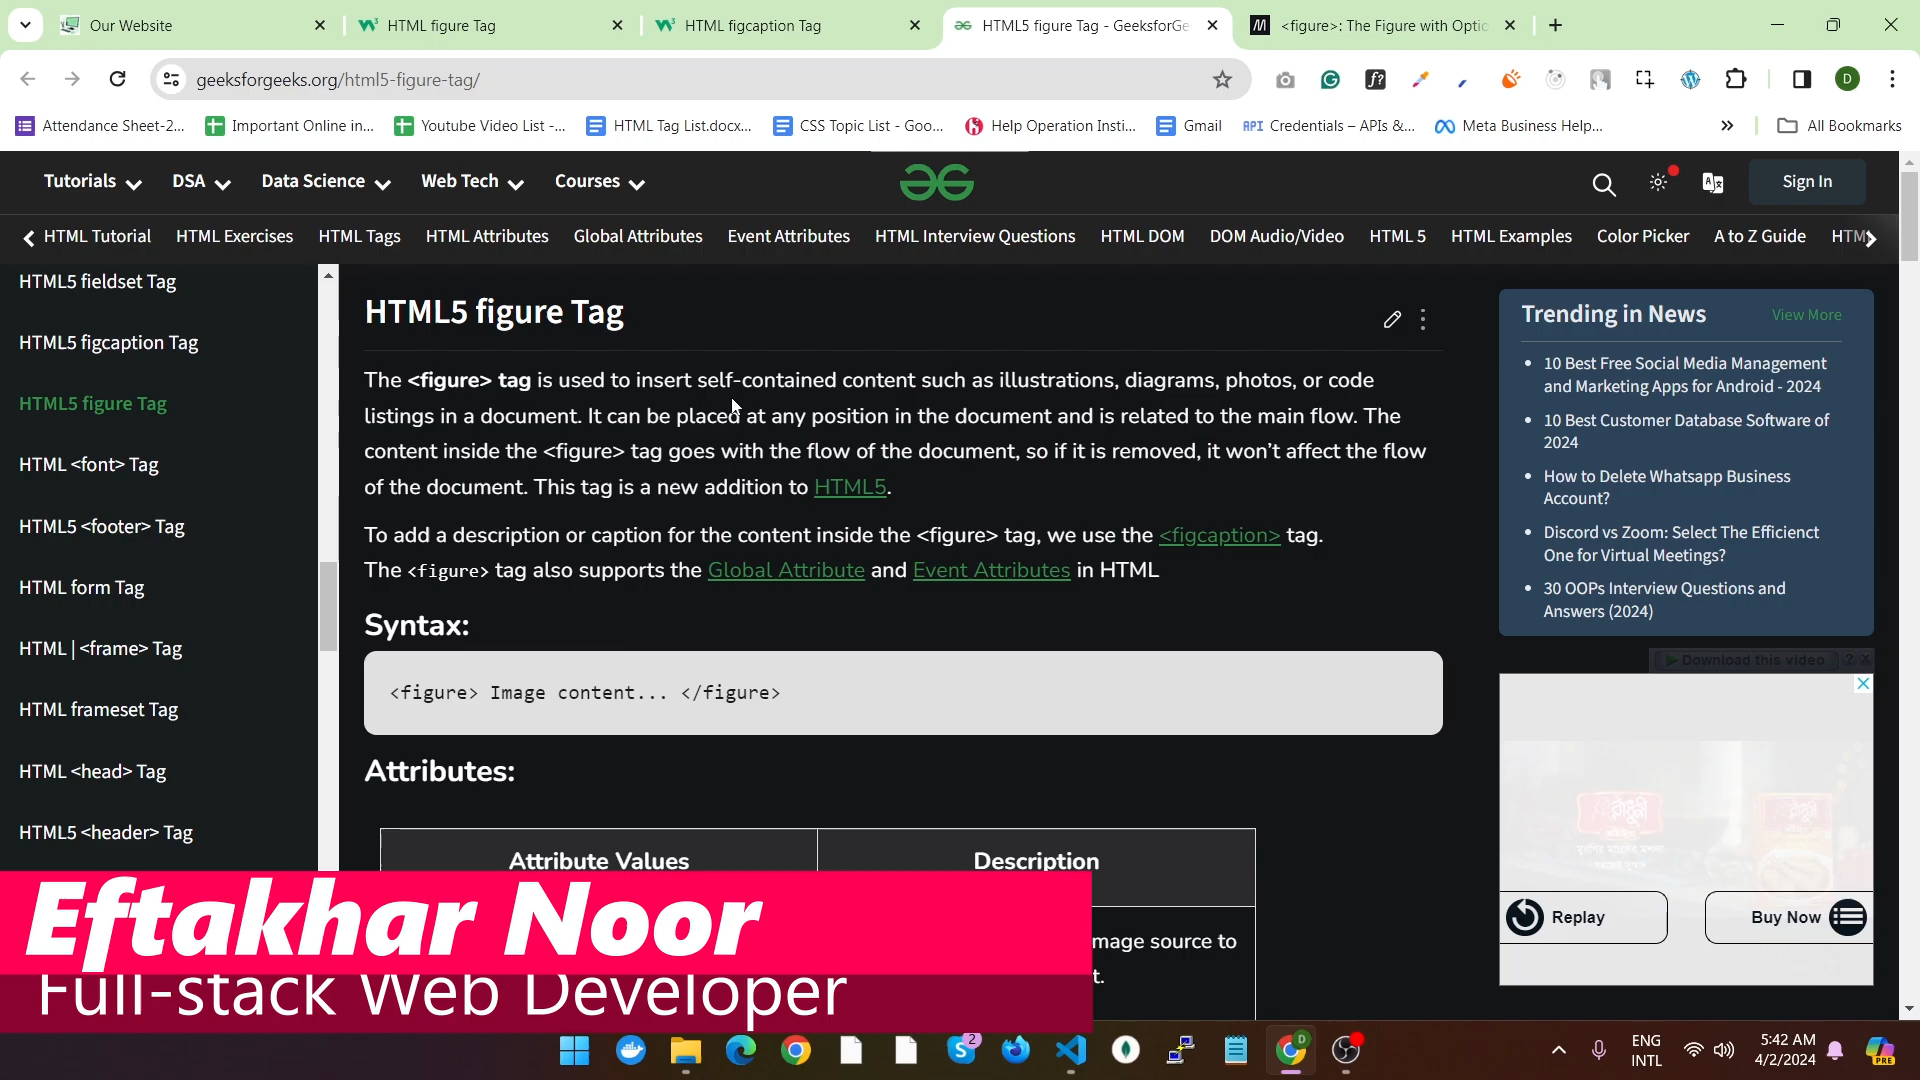 Our Website
HTML figure Tag
HTML figcaption Tag
HTML5 figure Tag - GeeksforGe
<figure>: The Figure with Optio
geeksforgeeks.org/html5-figure-tag/
D
Attendance Sheet-2...
Important Online in...
Youtube Video List -...
HTML Tag List.docx...
CSS Topic List - Goo...
Help Operation Insti...
Gmail
API Credentials – APIs &...
Meta Business Help...
All Bookmarks
Tutorials
DSA
Data Science
Web Tech
Courses
Sign In
HTML Tutorial
HTML Exercises
HTML Tags
HTML Attributes
Global Attributes
Event Attributes
HTML Interview Questions
HTML DOM
DOM Audio/Video
HTML 5
HTML Examples
Color Picker
A to Z Guide
HTM
HTML5 fieldset Tag
HTML5 figcaption Tag
HTML5 figure Tag
HTML <font> Tag
HTML5 <footer> Tag
HTML form Tag
HTML | <frame> Tag
HTML frameset Tag
HTML <head> Tag
HTML5 <header> Tag
HTML5 figure Tag
The <figure> tag is used to insert self-contained content such as illustrations, diagrams, photos, or code
listings in a document. It can be placed at any position in the document and is related to the main flow. The
content inside the <figure> tag goes with the flow of the document, so if it is removed, it won’t affect the flow
of the document. This tag is a new addition to HTML5.
To add a description or caption for the content inside the <figure> tag, we use the <figcaption> tag.
The <figure> tag also supports the Global Attribute and Event Attributes in HTML
Syntax:
<figure> Image content... </figure>
Attributes:
Attribute Values
Description
mage source to
t.
Trending in News
View More
10 Best Free Social Media Management
and Marketing Apps for Android - 2024
10 Best Customer Database Software of
2024
How to Delete Whatsapp Business
Account?
Discord vs Zoom: Select The Efficienct
One for Virtual Meetings?
30 OOPs Interview Questions and
Answers (2024)
Download this video
Replay
Buy Now
Eftakhar Noor
Full-stack Web Developer
2
D
ENG
INTL
5:42 AM
4/2/2024
PRE